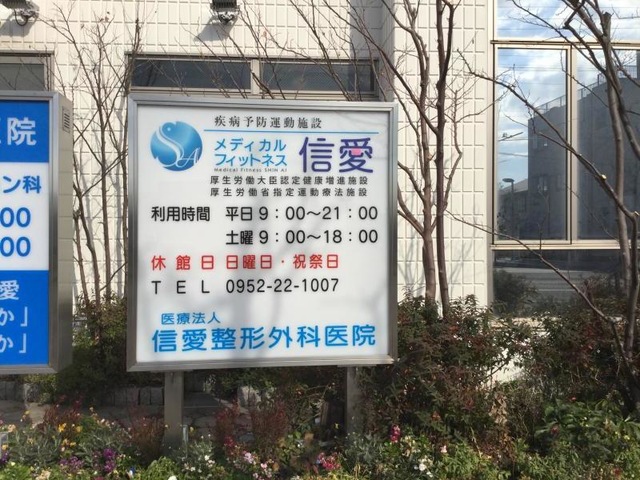 疾病予防運動施設
メディカル
フィットネス 信愛
Medical Fitness SHIN AI
厚生労働大臣認定健康増進施設
厚生労働省指定運動療法施設
利用時間 平日 9:00～21:00
土曜 9:00～18:00
休館日 日曜日・祝祭日
TEL 0952-22-1007
医療法人
信愛整形外科医院
医院
ン科
00
00
愛
か」
か」